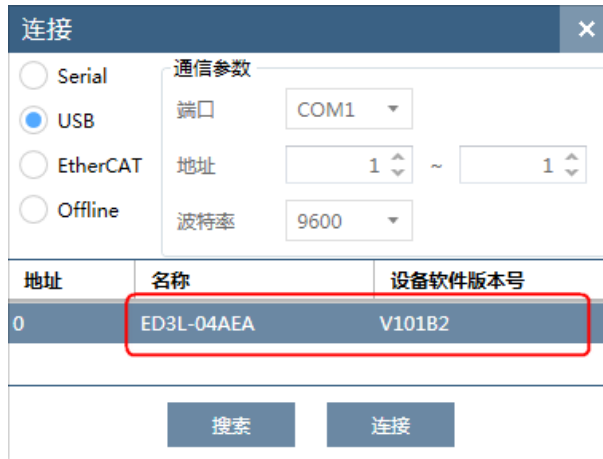 连接
Serial
USB
EtherCAT
Offline
通信参数
端口 COM1
地址 1 ~ 1
波特率 9600
地址 名称 设备软件版本号
0 ED3L-04AEA V101B2
搜索 连接